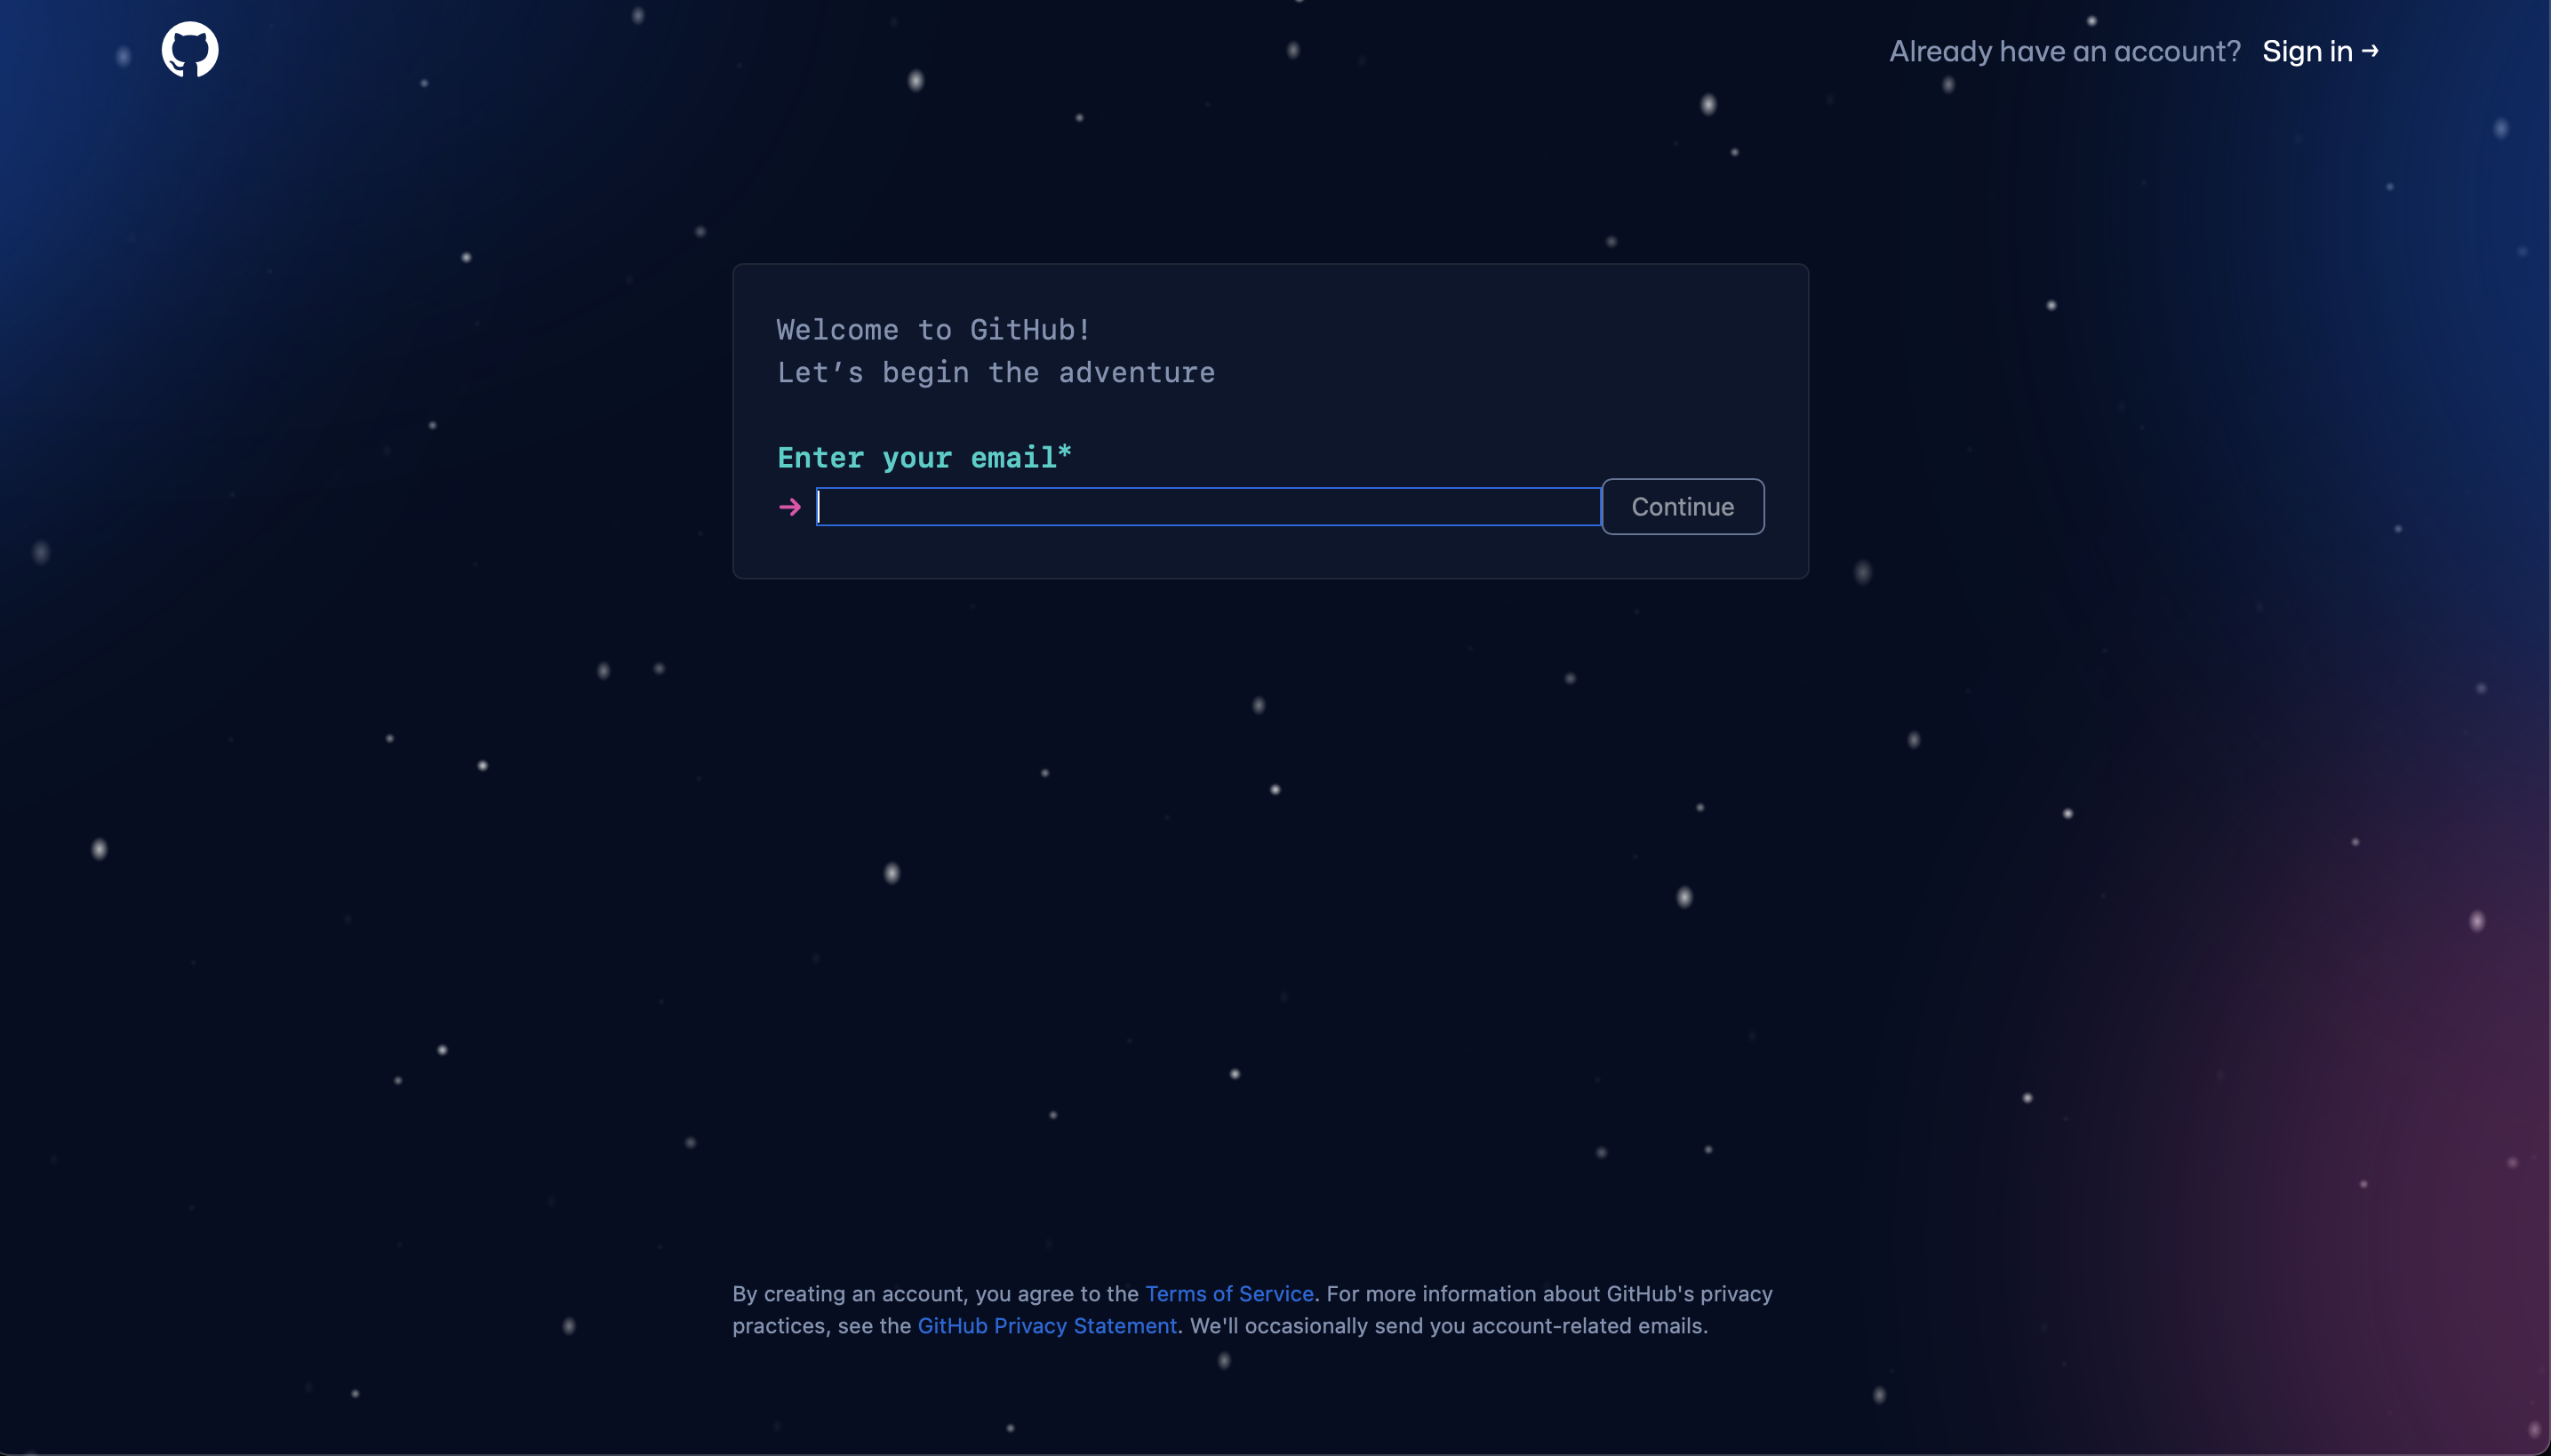 Already have an account? Sign in →
Welcome to GitHub!
Let’s begin the adventure
Enter your email*
→ Continue
By creating an account, you agree to the Terms of Service. For more information about GitHub's privacy
practices, see the GitHub Privacy Statement. We'll occasionally send you account-related emails.